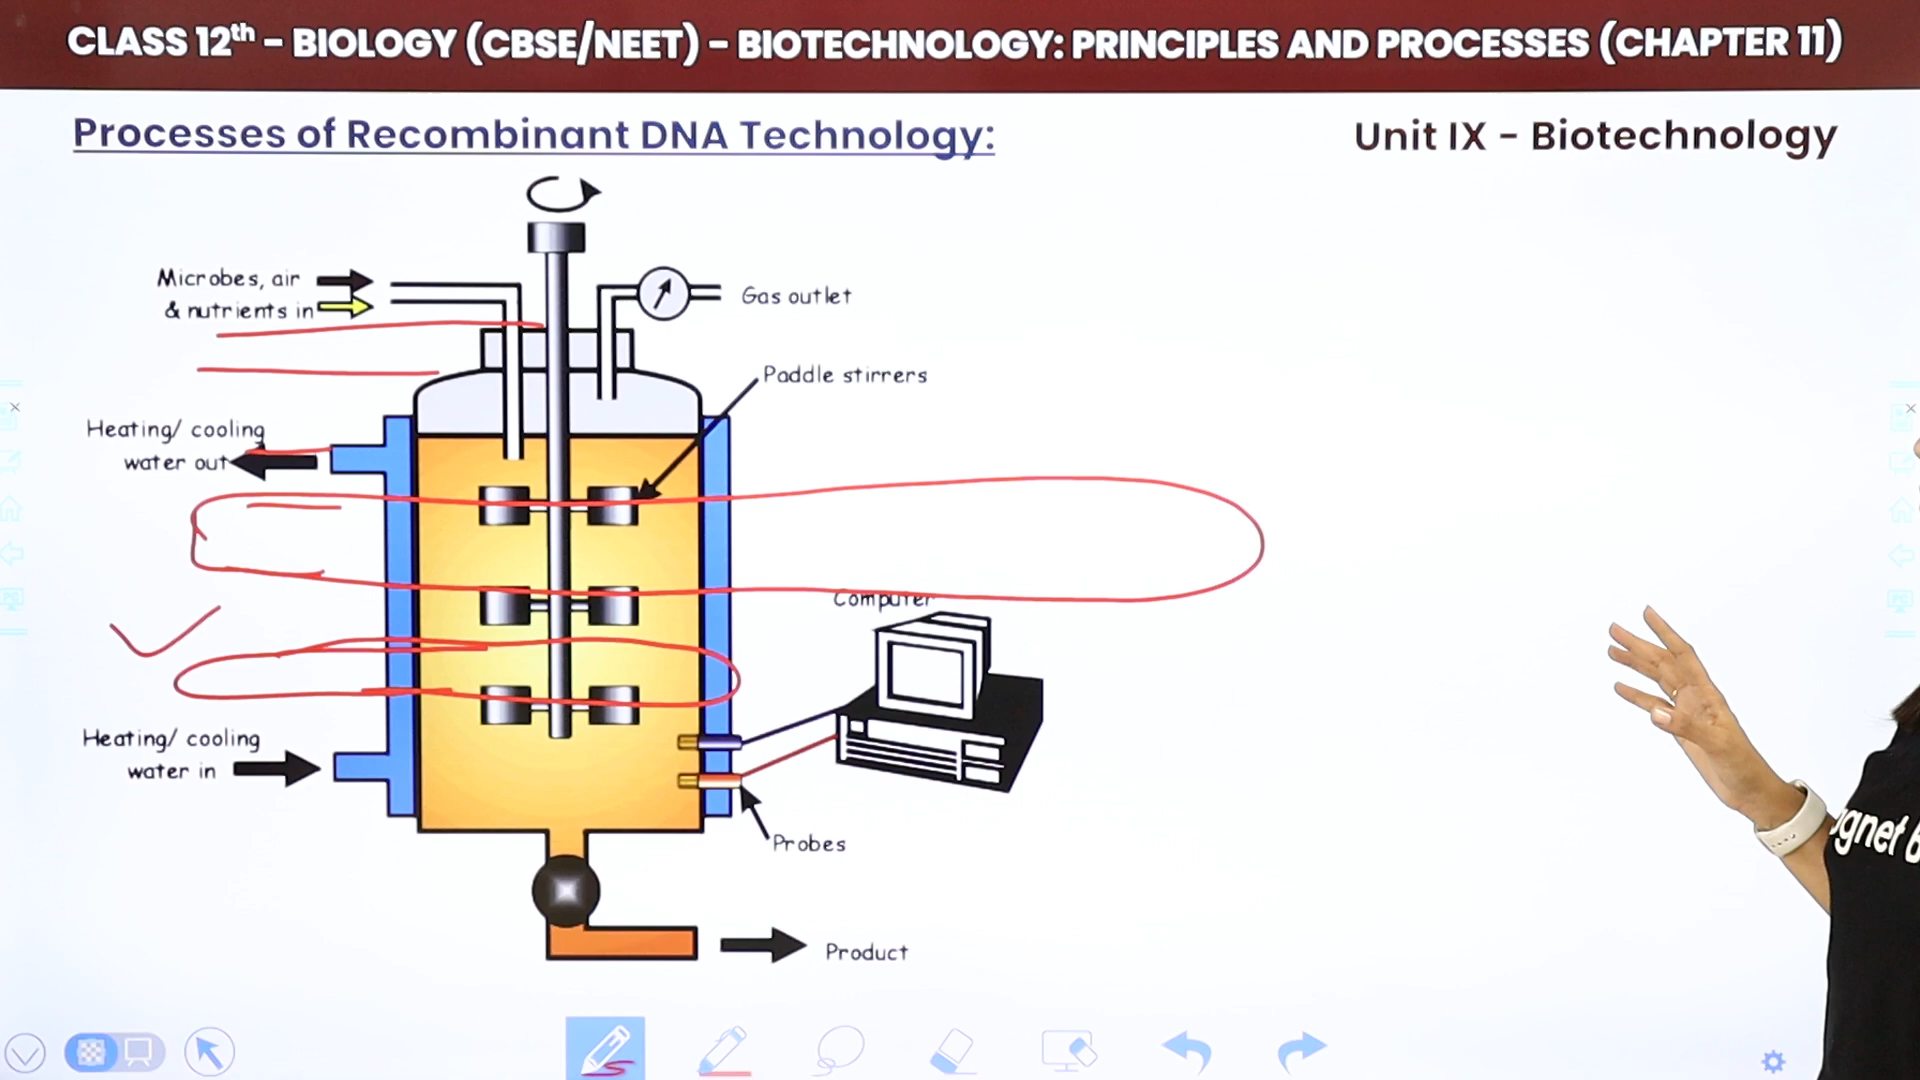 CLASS 12th - BIOLOGY (CBSE/NEET) - BIOTECHNOLOGY: PRINCIPLES AND PROCESSES (CHAPTER 11)
Processes of Recombinant DNA Technology:
Unit IX - Biotechnology
Microbes, air
& nutrients in
Gas outlet
Paddle stirrers
Heating/ cooling
water out
Computer
Heating/ cooling
water in
Probes
Product